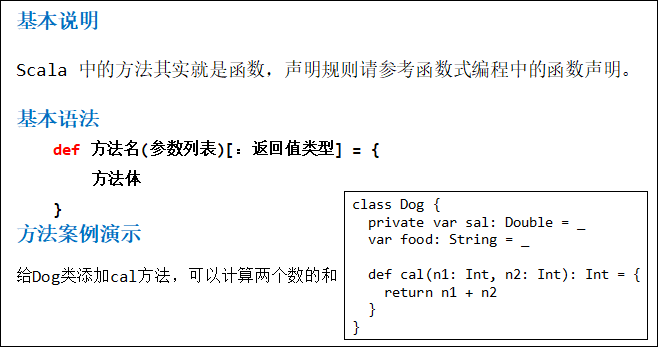 基本说明
Scala 中的方法其实就是函数，声明规则请参考函数式编程中的函数声明。
基本语法
def 方法名(参数列表)[：返回值类型] = {
方法体
}
方法案例演示
给Dog类添加cal方法，可以计算两个数的和
class Dog {
private var sal: Double = _
var food: String = _
def cal(n1: Int, n2: Int): Int = {
return n1 + n2
}
}